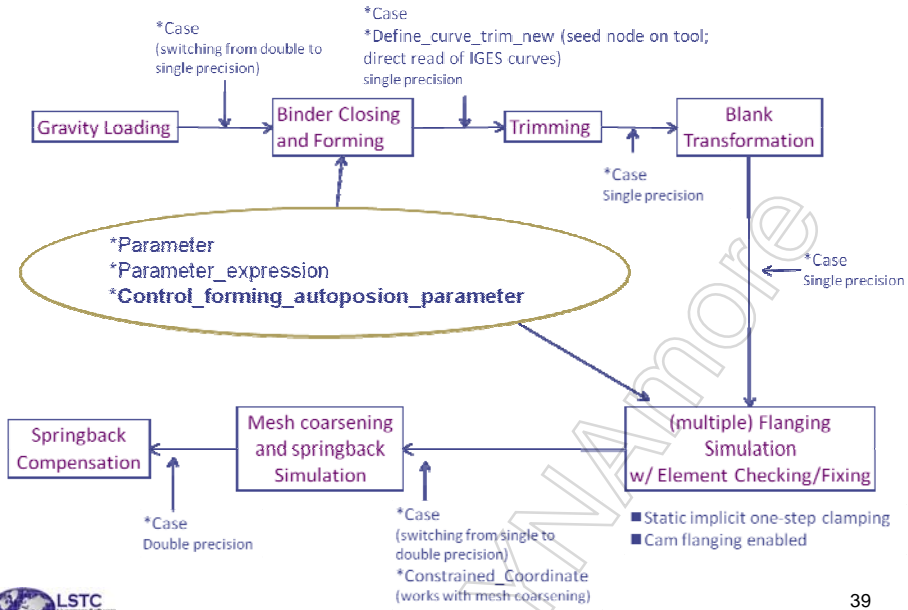 *Case
(switching from double to
single precision)
*Case
*Define_curve_trim_new (seed node on tool;
direct read of IGES curves)
single precision
Gravity Loading
Binder Closing
and Forming
Trimming
Blank
Transformation
*Case
Single precision
*Parameter
*Parameter_expression
*Control_forming_autoposion_parameter
*Case
Single precision
Springback
Compensation
Mesh coarsening
and springback
Simulation
(multiple) Flanging
Simulation
w/ Element Checking/Fixing
*Case
Double precision
*Case
(switching from single to
double precision)
*Constrained_Coordinate
(works with mesh coarsening)
■ Static implicit one-step clamping
■ Cam flanging enabled
LSTC
39
YNAmore